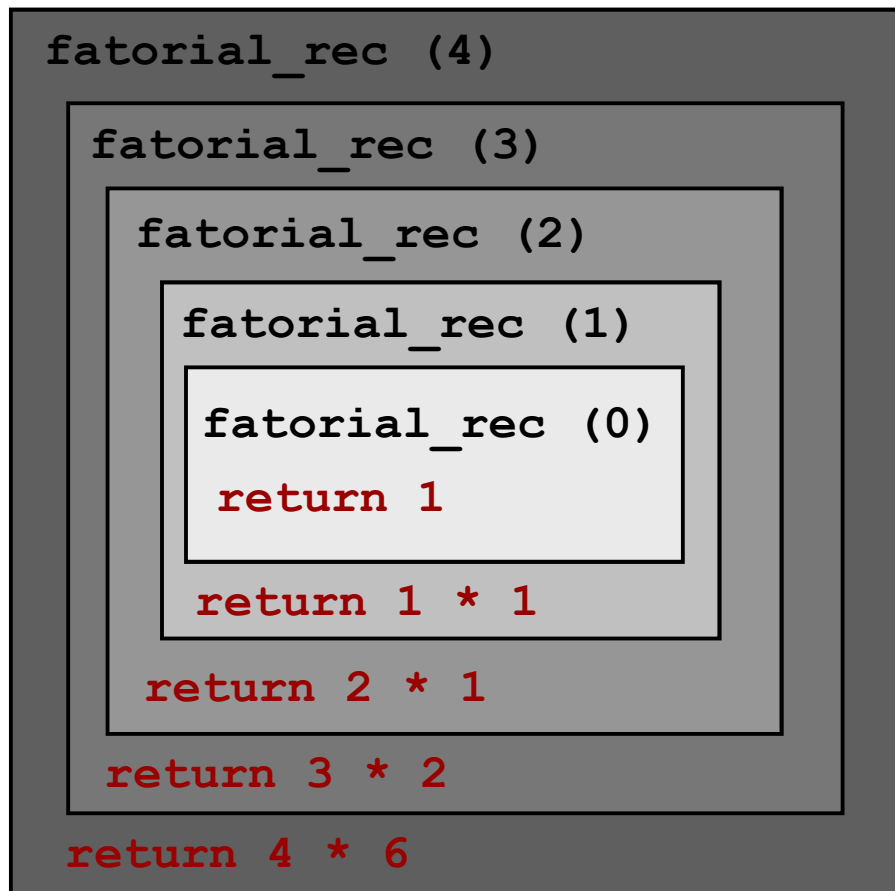 fatorial_rec (4)
fatorial_rec (3)
fatorial_rec (2)
fatorial_rec (1)
fatorial_rec (0)
return 1
return 1 * 1
return 2 * 1
return 3 * 2
return 4 * 6